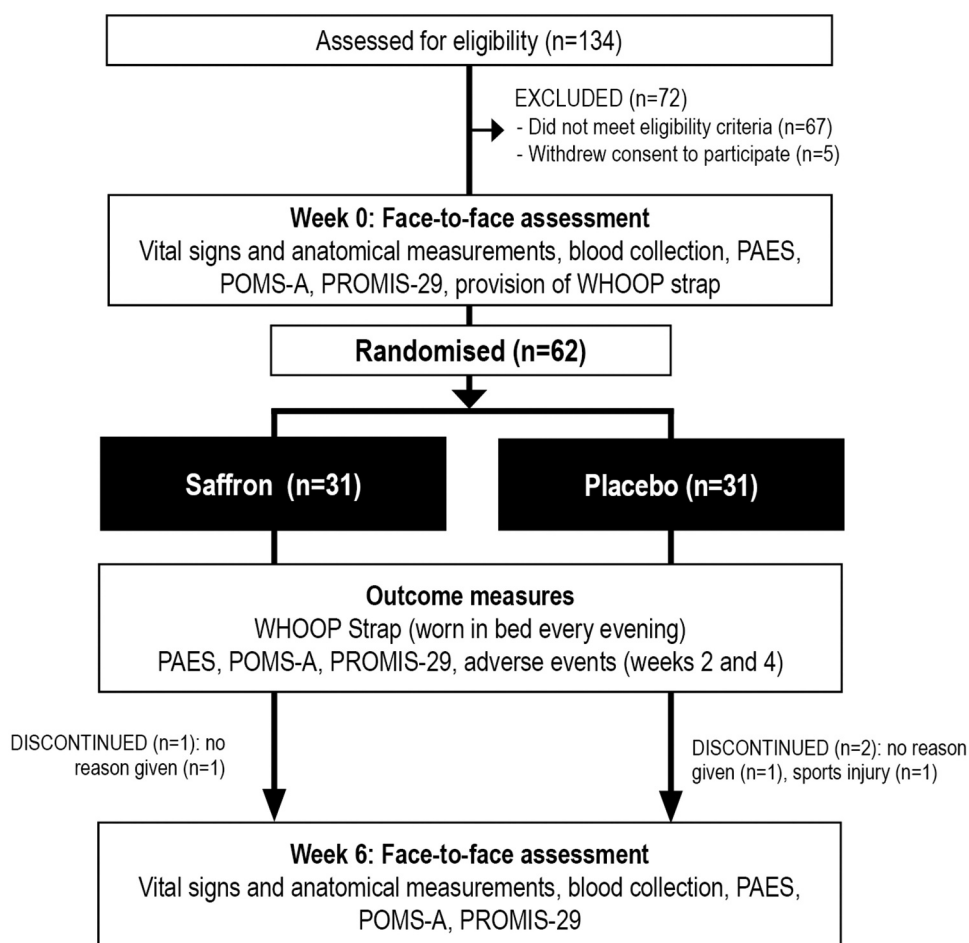 Assessed for eligibility (n=134)
EXCLUDED (n=72)
- Did not meet eligibility criteria (n=67)
- Withdrew consent to participate (n=5)
Week 0: Face-to-face assessment
Vital signs and anatomical measurements, blood collection, PAES,
POMS-A, PROMIS-29, provision of WHOOP strap
Randomised (n=62)
Saffron (n=31)
Placebo (n=31)
Outcome measures
WHOOP Strap (worn in bed every evening)
PAES, POMS-A, PROMIS-29, adverse events (weeks 2 and 4)
DISCONTINUED (n=1): no
reason given (n=1)
DISCONTINUED (n=2): no reason
given (n=1), sports injury (n=1)
Week 6: Face-to-face assessment
Vital signs and anatomical measurements, blood collection, PAES,
POMS-A, PROMIS-29